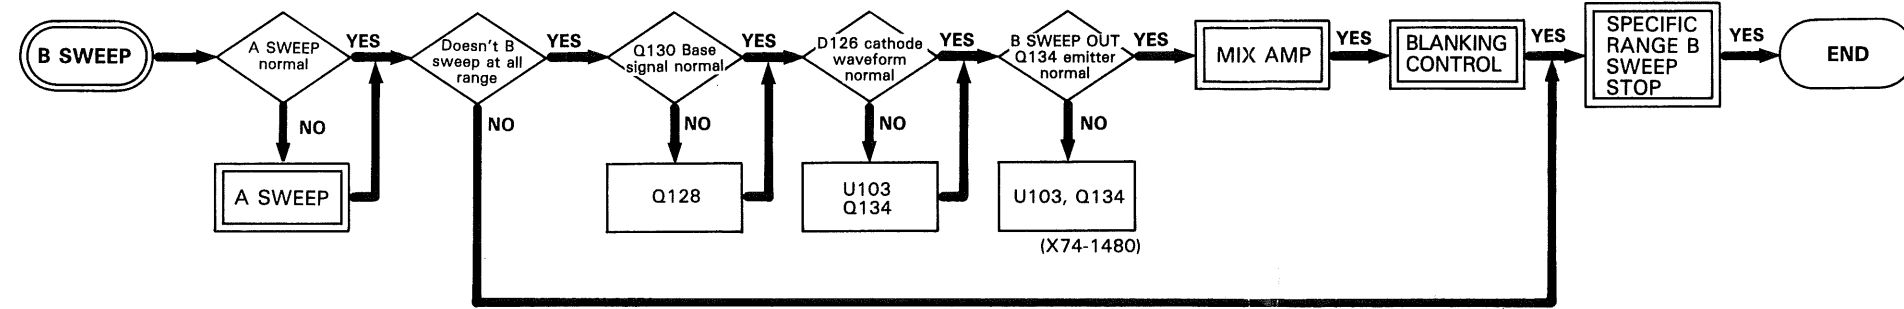 B SWEEP
A SWEEP
normal
YES
NO
A SWEEP
Doesn't B
sweep at all
range
YES
NO
Q130 Base
signal normal
YES
NO
Q128
D126 cathode
waveform
normal
YES
NO
U103
Q134
B SWEEP OUT
Q134 emitter
normal
YES
NO
U103, Q134
(X74-1480)
MIX AMP
YES
BLANKING
CONTROL
YES
SPECIFIC
RANGE B
SWEEP
STOP
YES
END